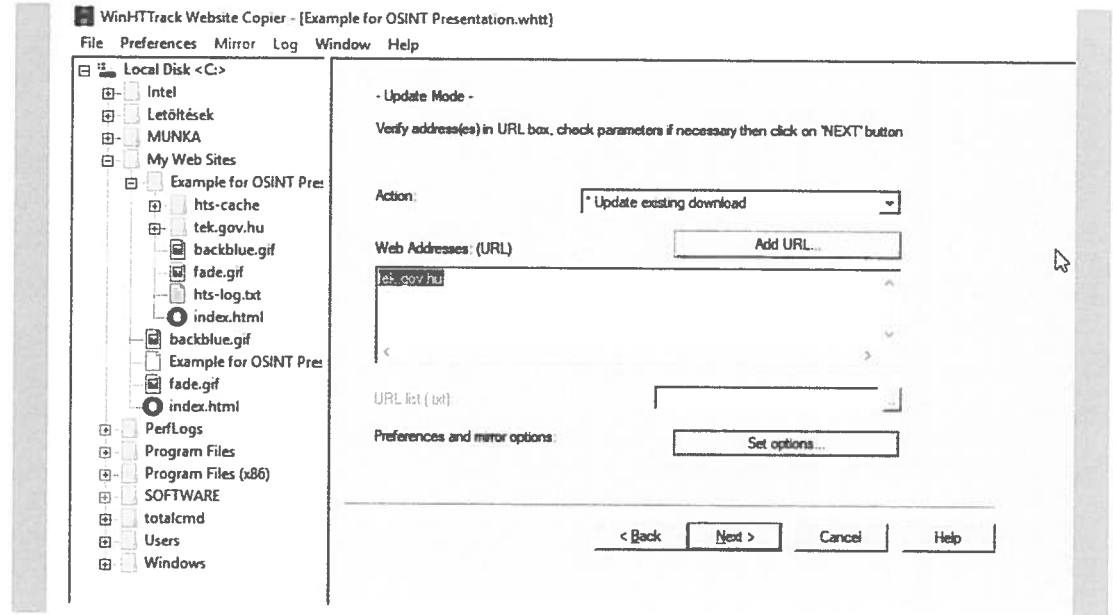 WinHTTrack Website Copier - [Example for OSINT Presentation.whtt]
File Preferences Mirror Log Window Help
Local Disk <C:>
Intel
Letöltések
MUNKA
My Web Sites
Example for OSINT Pres
hts-cache
tek.gov.hu
backblue.gif
fade.gif
hts-log.txt
index.html
backblue.gif
Example for OSINT Pres
fade.gif
index.html
PerfLogs
Program Files
Program Files (x86)
SOFTWARE
totalcmd
Users
Windows
- Update Mode -
Verify address(es) in URL box, check parameters if necessary then click on 'NEXT' button
Action:
* Update existing download
Web Addresses: (URL)
Add URL...
tek.gov.hu
URL list (.txt)
..
Preferences and mirror options:
Set options...
< Back
Next >
Cancel
Help